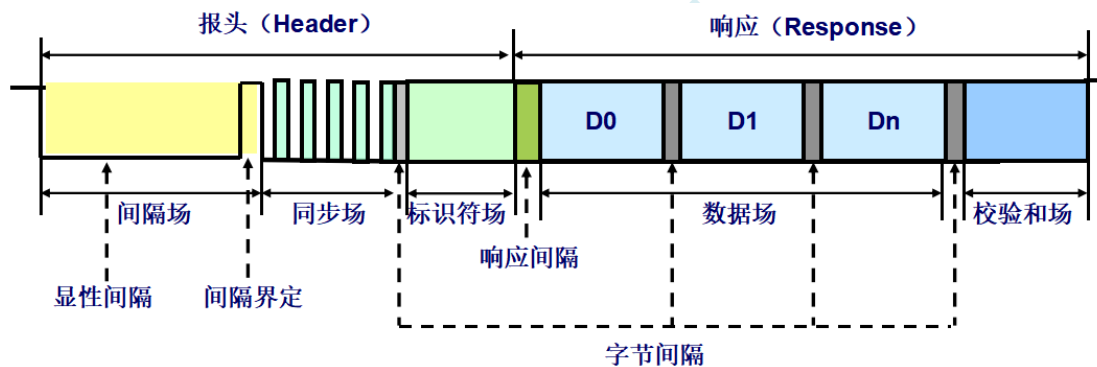 报头（Header）
响应（Response）
D0
D1
Dn
间隔场
同步场
标识符场
数据场
校验和场
响应间隔
显性间隔
间隔界定
字节间隔